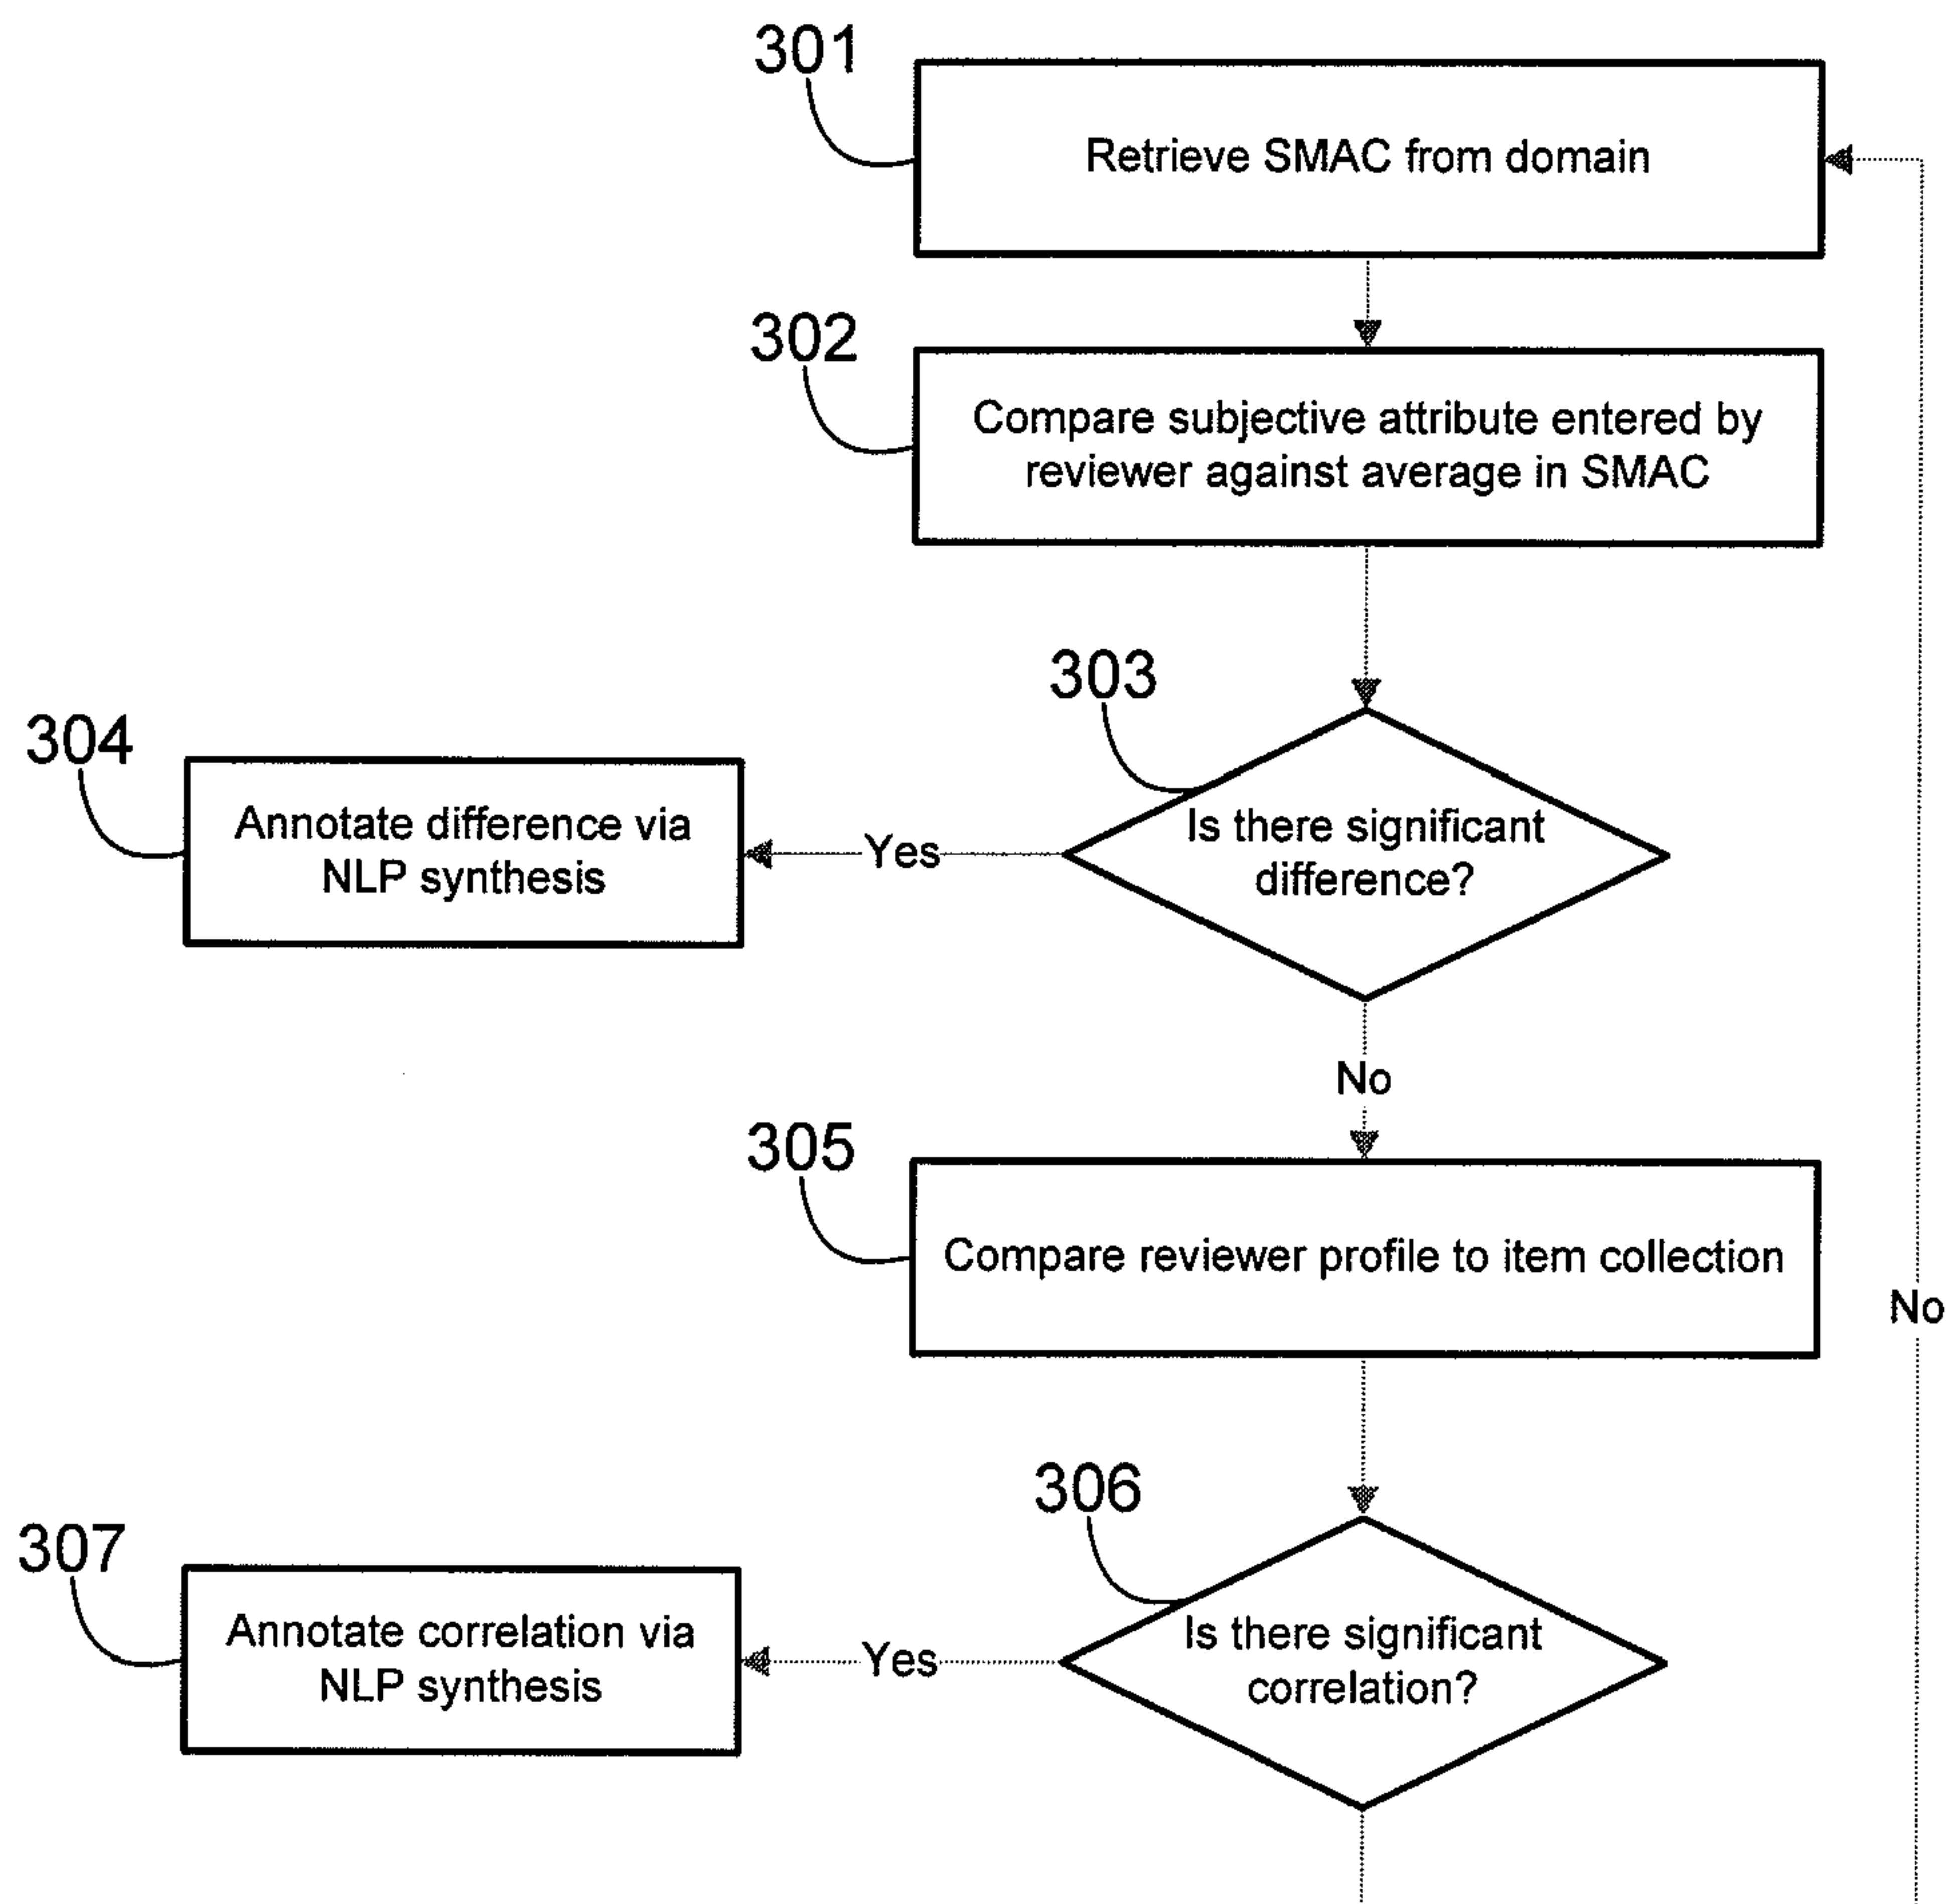 301
Retrieve SMAC from domain
302
Compare subjective attribute entered by
reviewer against average in SMAC
303
304
Annotate difference via
NLP synthesis
Yes
Is there significant
difference?
No
305
Compare reviewer profile to item collection
No
306
307
Annotate correlation via
NLP synthesis
Yes
Is there significant
correlation?